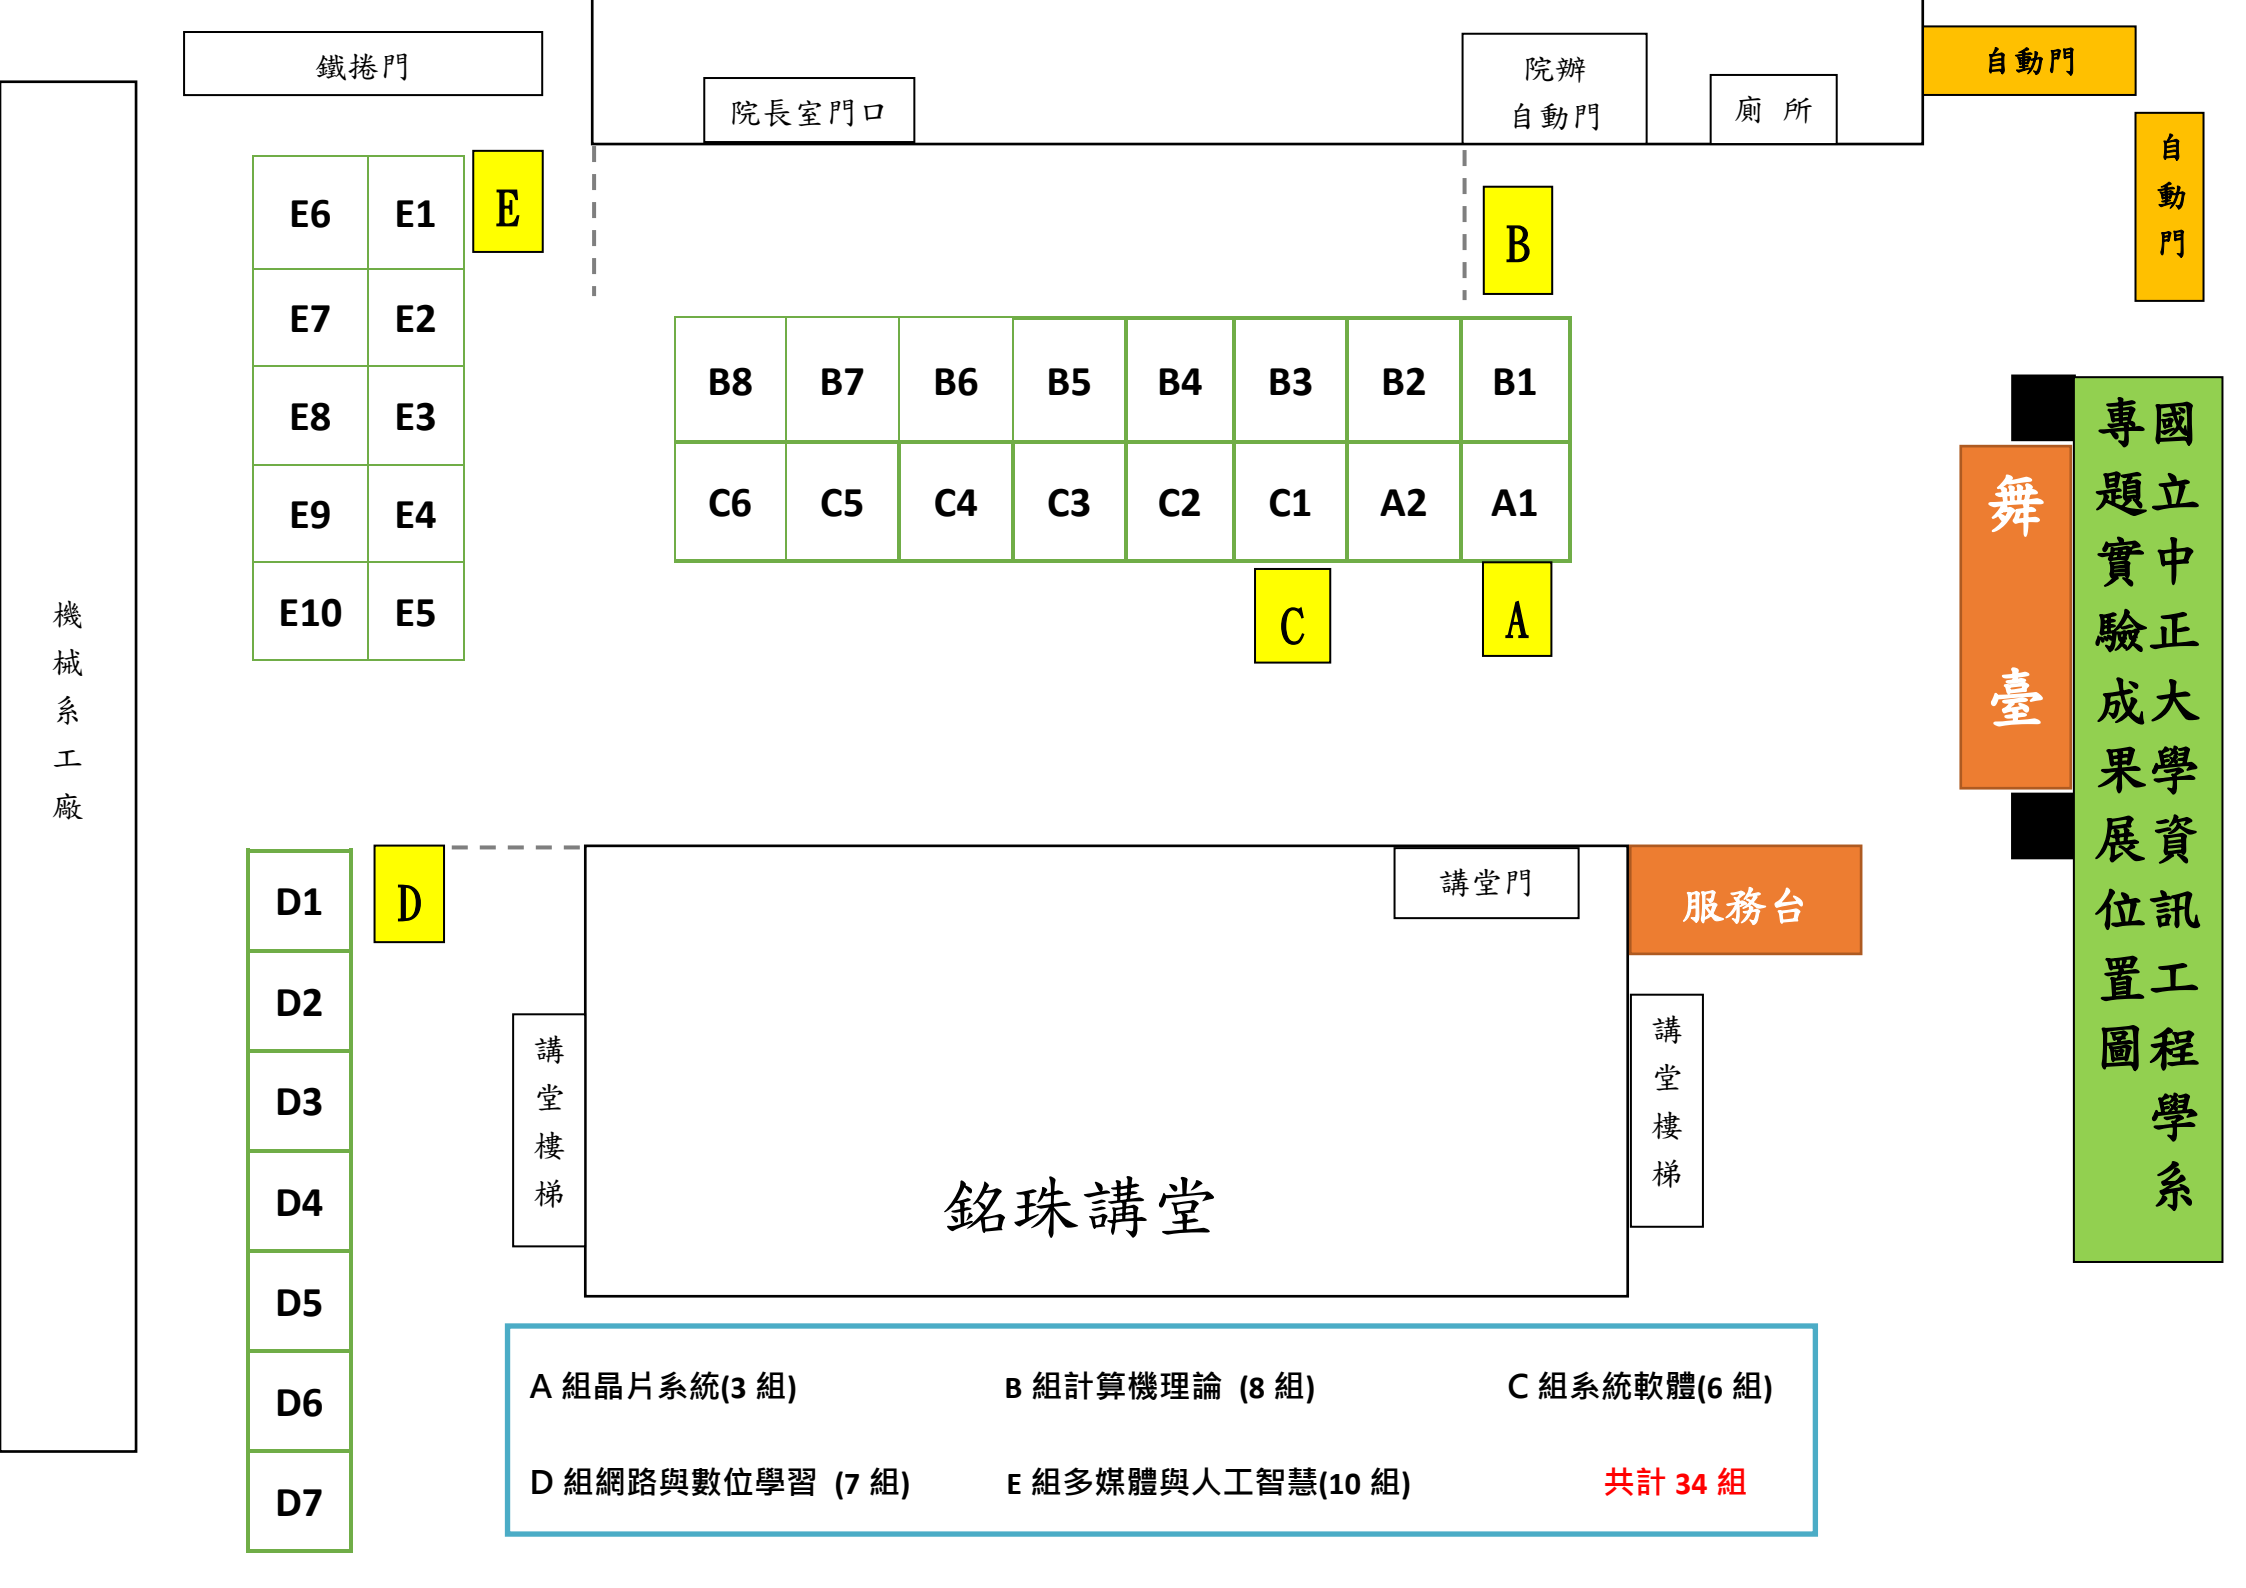 鐵捲門
院長室門口
院辦
自動門
廁 所
自動門
自動門
E6 E1
E7 E2
E8 E3
E9 E4
E10 E5
E
B
B8 B7 B6 B5 B4 B3 B2 B1
C6 C5 C4 C3 C2 C1 A2 A1
C
A
舞臺
國立中正大學資訊工程學系
專題實驗成果展位置圖
機械系工廠
D1
D2
D3
D4
D5
D6
D7
D
講堂門
服務台
講堂樓梯
講堂樓梯
銘珠講堂
A 組晶片系統(3 組) B 組計算機理論 (8 組) C 組系統軟體(6 組)
D 組網路與數位學習 (7 組) E 組多媒體與人工智慧(10 組) 共計 34 組